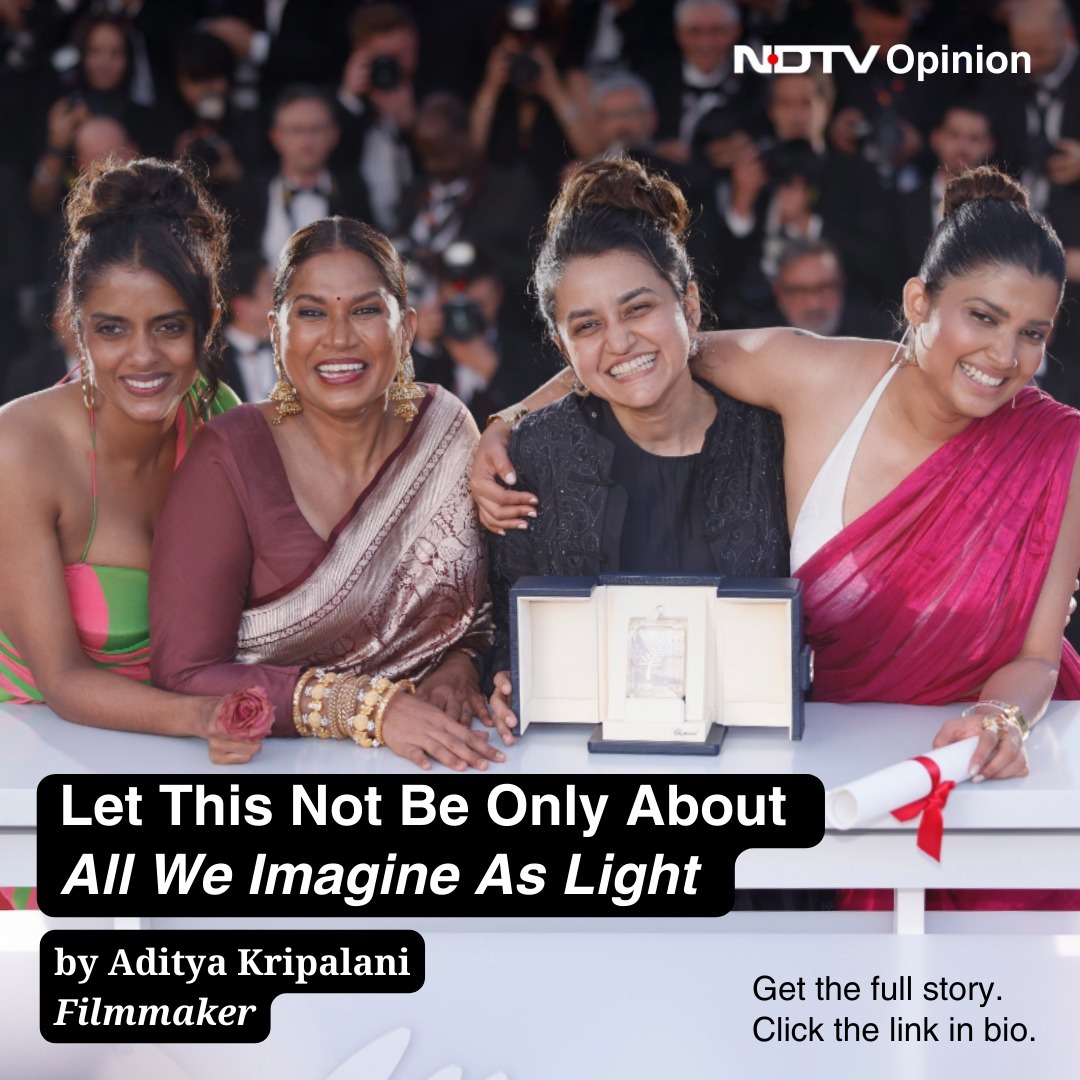 NDTV Opinion
Chopard
Let This Not Be Only About
All We Imagine As Light
by Aditya Kripalani
Filmmaker
Get the full story.
Click the link in bio.